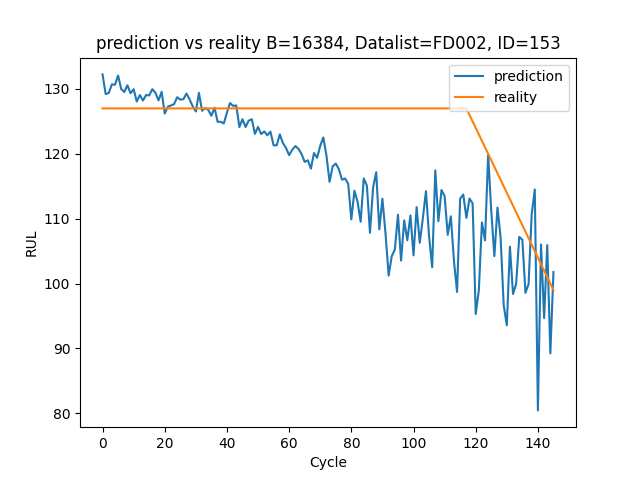 prediction vs reality B=16384, Datalist=FD002, ID=153
prediction
reality
130
120
110
100
90
80
RUL
0 20 40 60 80 100 120 140
Cycle